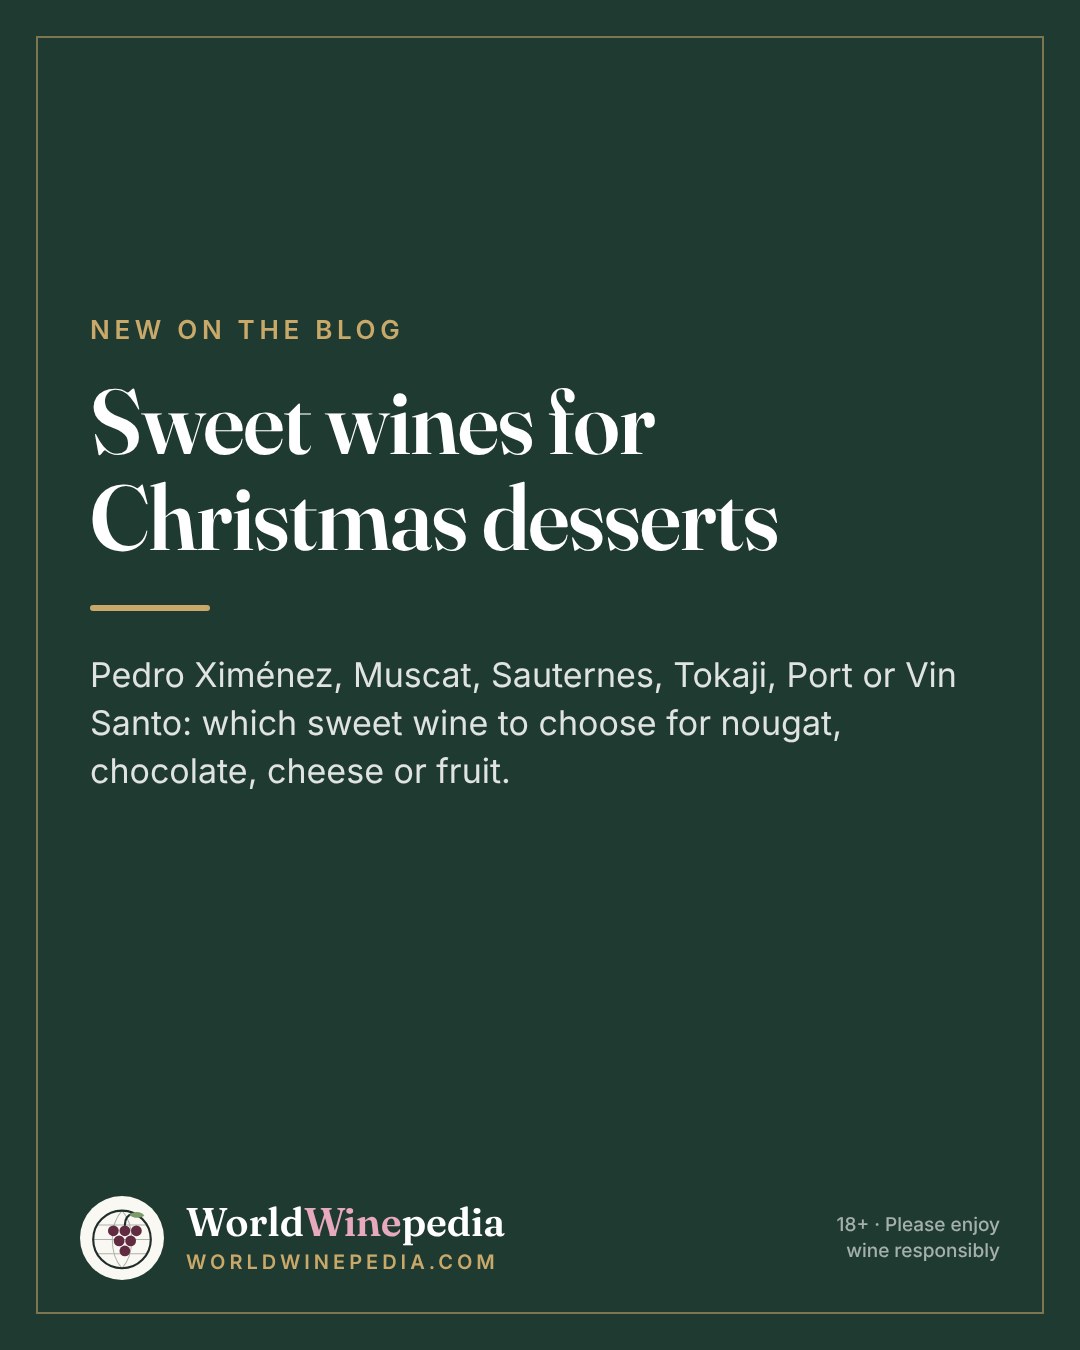 NEW ON THE BLOG
Sweet wines for
Christmas desserts
Pedro Ximénez, Muscat, Sauternes, Tokaji, Port or Vin
Santo: which sweet wine to choose for nougat,
chocolate, cheese or fruit.
WorldWinepedia
WORLDWINEPEDIA.COM
18+ · Please enjoy
wine responsibly